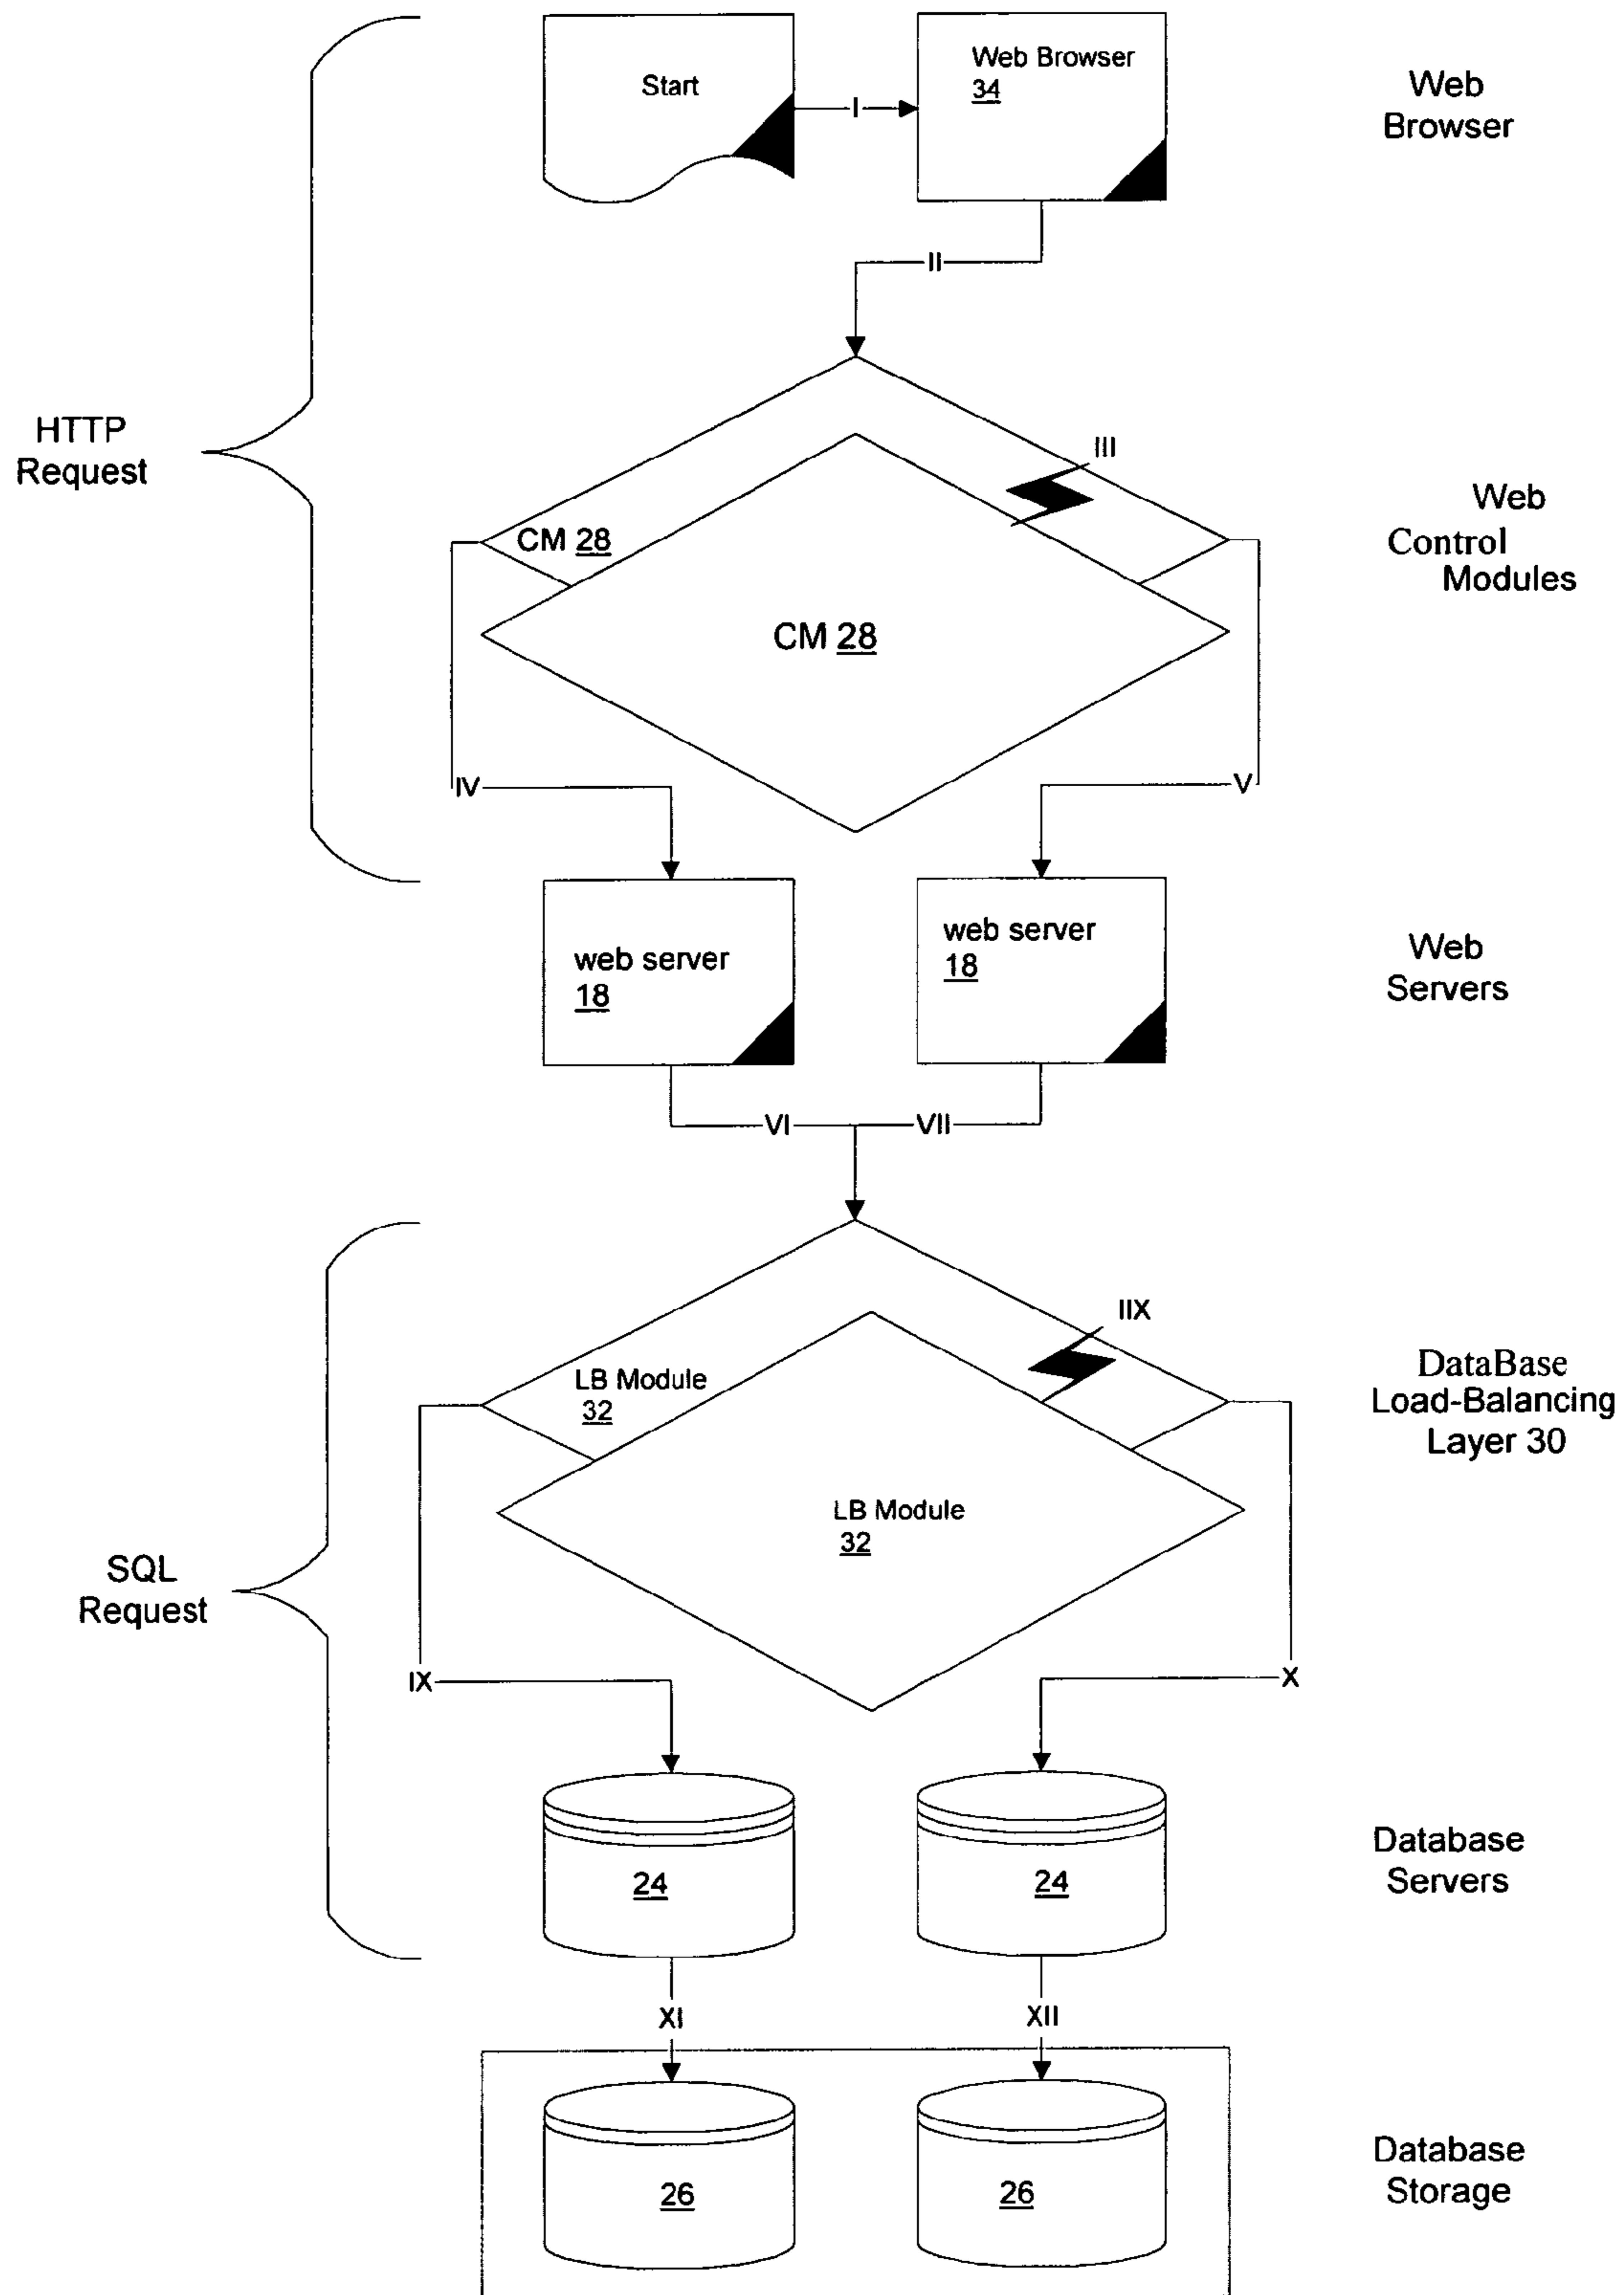 Start
Web Browser
34
Web
Browser
I
II
HTTP
Request
III
CM 28
CM 28
Web
Control
Modules
IV
V
web server
18
web server
18
Web
Servers
VI
VII
IIX
LB Module
32
LB Module
32
DataBase
Load-Balancing
Layer 30
SQL
Request
IX
X
24
24
Database
Servers
XI
XII
26
26
Database
Storage